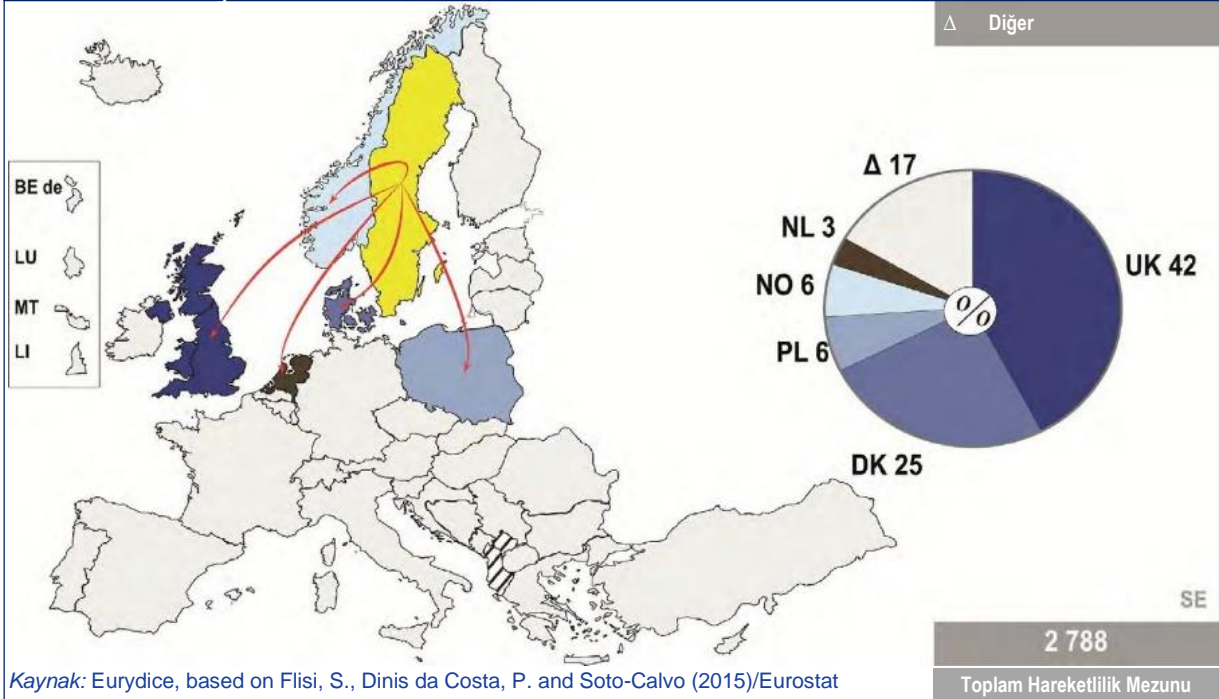 Δ Diğer
BE de
LU
MT
LI
Δ 17
NL 3
NO 6
PL 6
DK 25
UK 42
%
SE
2 788
Toplam Hareketlilik Mezunu
Kaynak: Eurydice, based on Flisi, S., Dinis da Costa, P. and Soto-Calvo (2015)/Eurostat